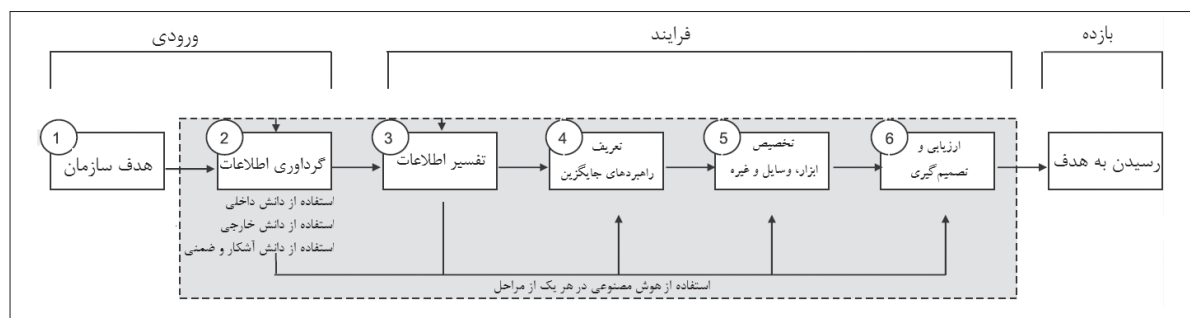 ورودی
فرایند
بازده
1
هدف سازمان
2
گرداوری اطلاعات
استفاده از دانش داخلی
استفاده از دانش خارجی
استفاده از دانش آشکار و ضمنی
3
تفسیر اطلاعات
4
تعریف
راهبردهای جایگزین
5
تخصیص
ابزار، وسایل و غیره
6
ارزیابی و
تصمیم‌گیری
رسیدن به هدف
استفاده از هوش مصنوعی در هر یک از مراحل